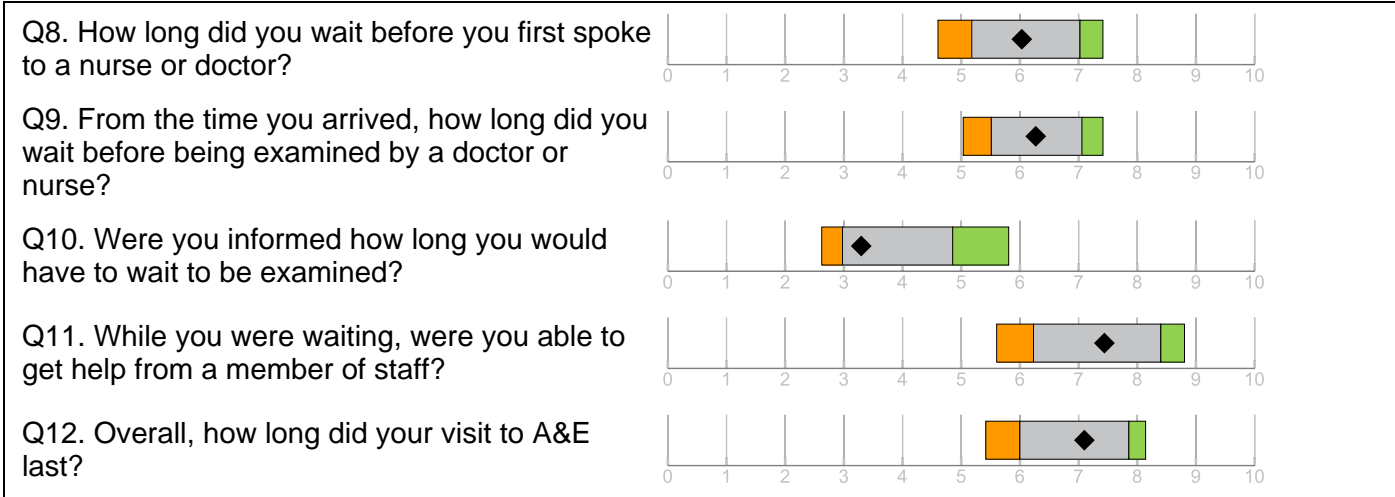 Q8. How long did you wait before you first spoke
to a nurse or doctor?
0 1 2 3 4 5 6 7 8 9 10
Q9. From the time you arrived, how long did you
wait before being examined by a doctor or
nurse?
0 1 2 3 4 5 6 7 8 9 10
Q10. Were you informed how long you would
have to wait to be examined?
0 1 2 3 4 5 6 7 8 9 10
Q11. While you were waiting, were you able to
get help from a member of staff?
0 1 2 3 4 5 6 7 8 9 10
Q12. Overall, how long did your visit to A&E
last?
0 1 2 3 4 5 6 7 8 9 10